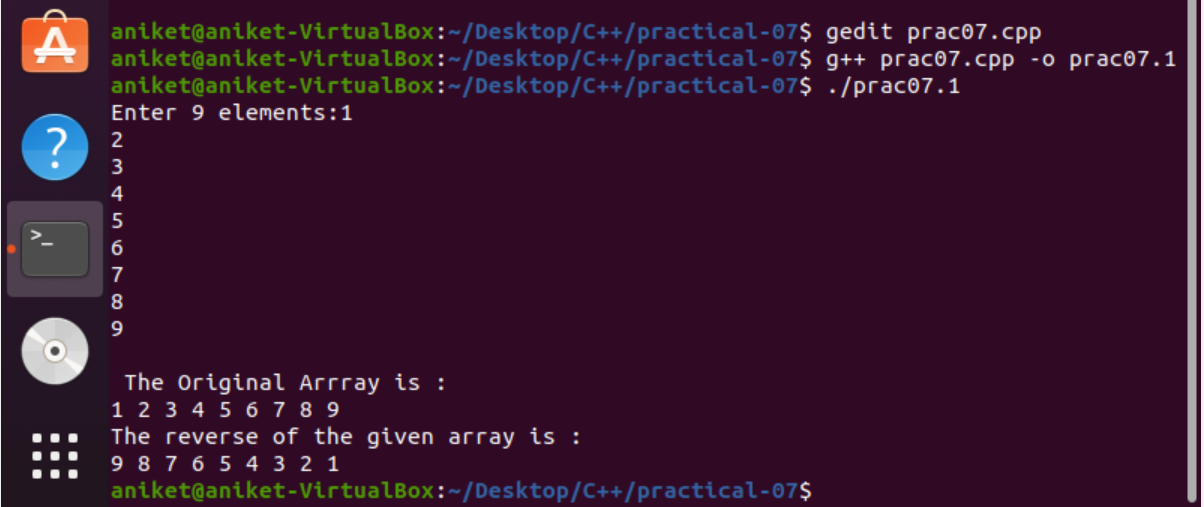 aniket@aniket-VirtualBox:~/Desktop/C++/practical-07$ gedit prac07.cpp
aniket@aniket-VirtualBox:~/Desktop/C++/practical-07$ g++ prac07.cpp -o prac07.1
aniket@aniket-VirtualBox:~/Desktop/C++/practical-07$ ./prac07.1
Enter 9 elements:1
2
3
4
5
6
7
8
9
The Original Arrray is :
1 2 3 4 5 6 7 8 9
The reverse of the given array is :
9 8 7 6 5 4 3 2 1
aniket@aniket-VirtualBox:~/Desktop/C++/practical-07$